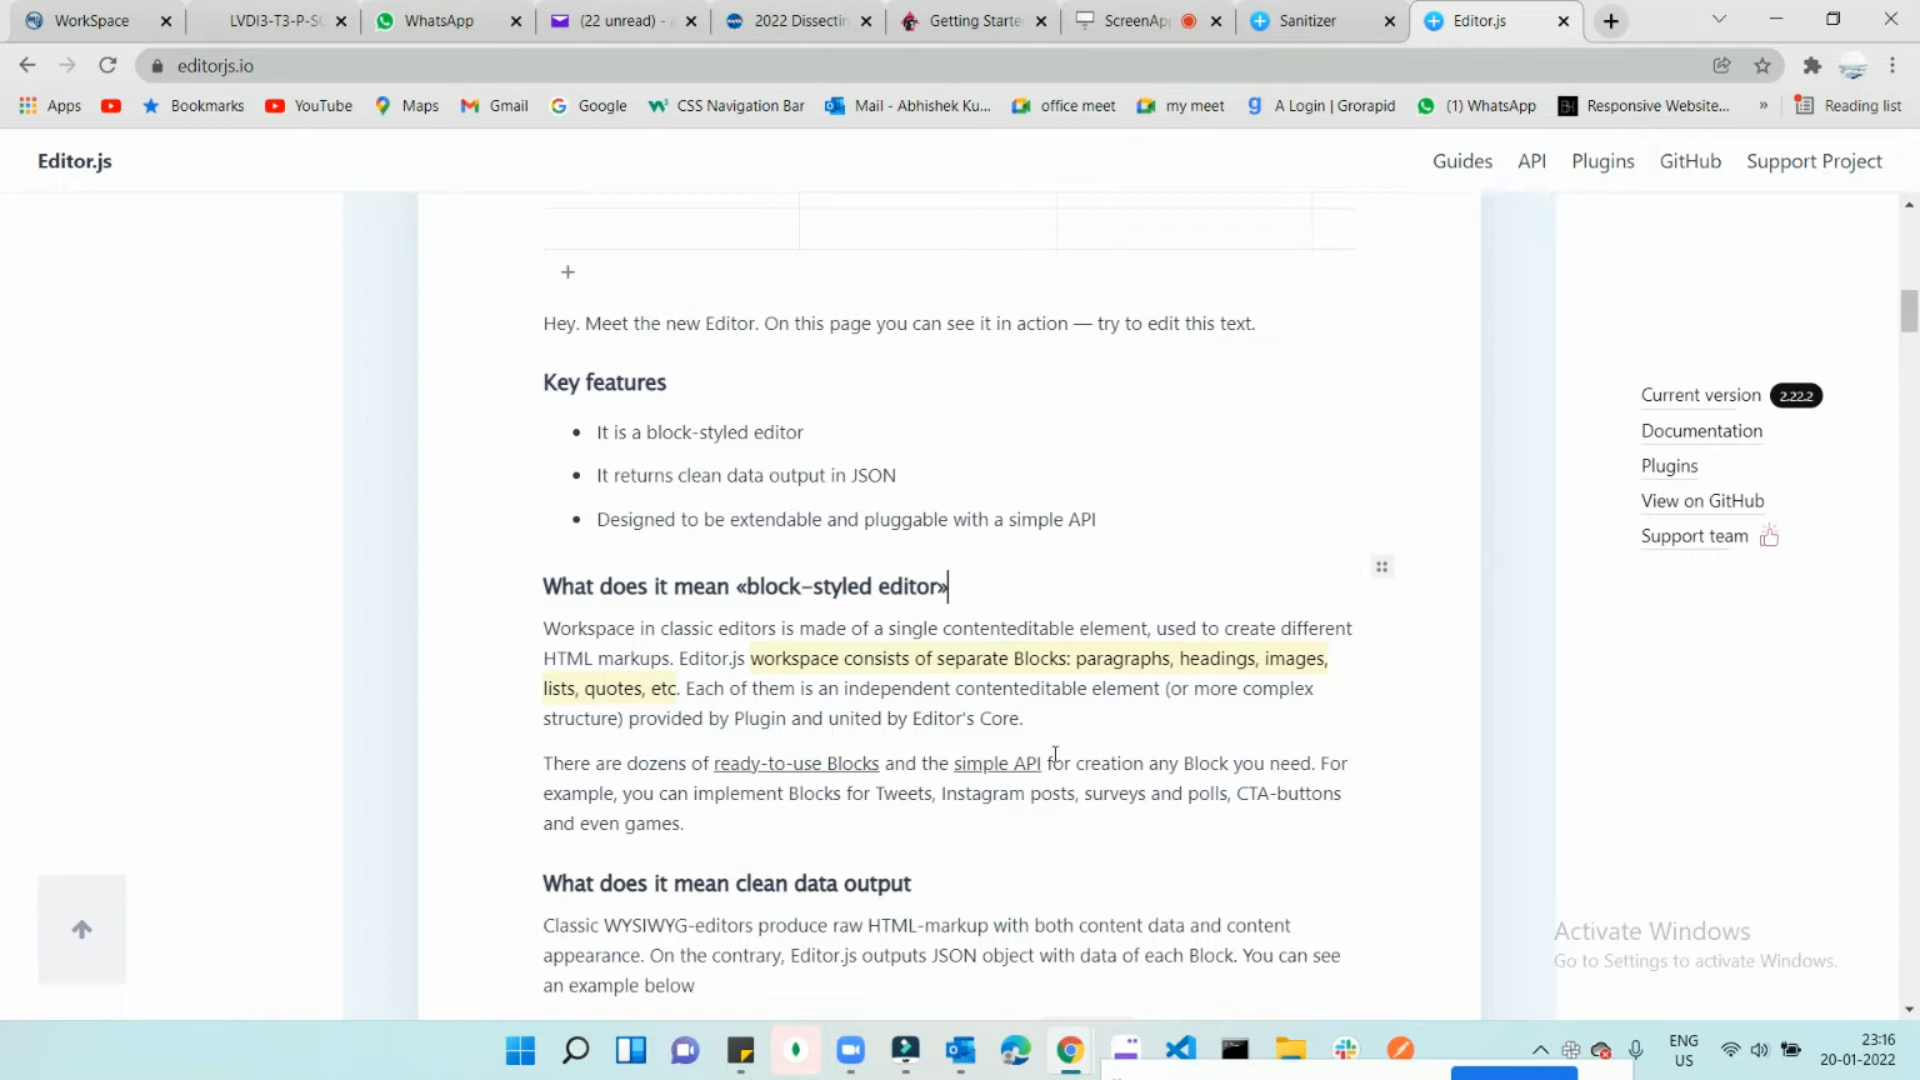 WorkSpace
LVDI3-T3-P-S
WhatsApp
(22 unread) -
2022 Dissectin
Getting Starte
ScreenAp
Sanitizer
Editor.js
editorjs.io
Apps
Bookmarks
YouTube
Maps
Gmail
Google
CSS Navigation Bar
Mail - Abhishek Ku...
office meet
my meet
A Login | Grorapid
(1) WhatsApp
Responsive Website...
»
Reading list
Editor.js
Guides
API
Plugins
GitHub
Support Project
+
Hey. Meet the new Editor. On this page you can see it in action — try to edit this text.
Key features
• It is a block-styled editor
• It returns clean data output in JSON
• Designed to be extendable and pluggable with a simple API
What does it mean «block-styled editor»
Workspace in classic editors is made of a single contenteditable element, used to create different
HTML markups. Editor.js workspace consists of separate Blocks: paragraphs, headings, images,
lists, quotes, etc. Each of them is an independent contenteditable element (or more complex
structure) provided by Plugin and united by Editor's Core.
There are dozens of ready-to-use Blocks and the simple API for creation any Block you need. For
example, you can implement Blocks for Tweets, Instagram posts, surveys and polls, CTA-buttons
and even games.
What does it mean clean data output
Classic WYSIWYG-editors produce raw HTML-markup with both content data and content
appearance. On the contrary, Editor.js outputs JSON object with data of each Block. You can see
an example below
Current version 2.22.2
Documentation
Plugins
View on GitHub
Support team
Activate Windows
Go to Settings to activate Windows.
ENG
US
23:16
20-01-2022